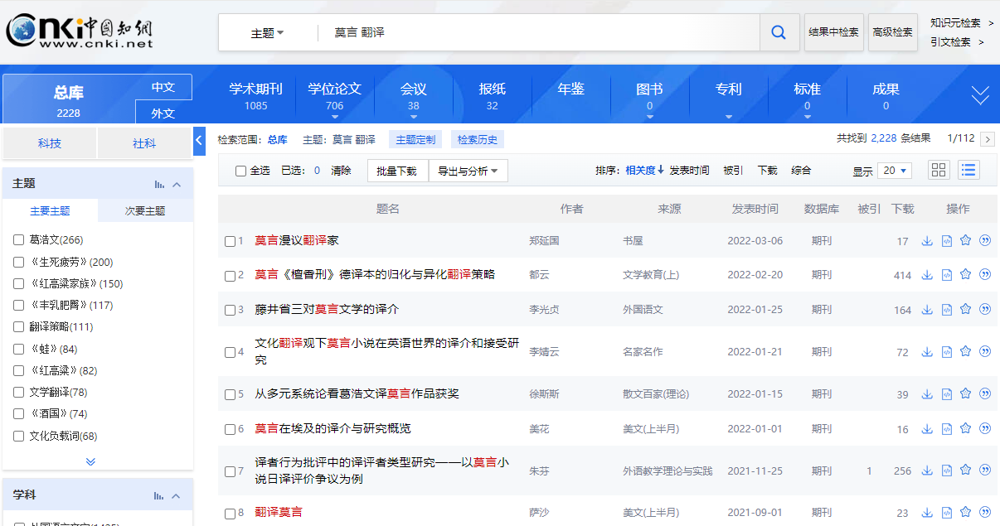 Cnki中国知网
www.cnki.net
主题
莫言 翻译
结果中检索
高级检索
知识元检索 >
引文检索 >
总库
2228
中文
外文
学术期刊
1085
学位论文
706
会议
38
报纸
32
年鉴
图书
0
专利
标准
0
成果
0
科技
社科
检索范围：总库 主题：莫言 翻译 主题定制 检索历史
共找到 2,228 条结果 1/112 >
全选 已选：0 清除 批量下载 导出与分析
排序：相关度↓ 发表时间 被引 下载 综合 显示 20
主题
主要主题 次要主题
葛浩文(266)
《生死疲劳》(200)
《红高粱家族》(150)
《丰乳肥臀》(117)
翻译策略(111)
《蛙》(84)
《红高粱》(82)
文学翻译(78)
《酒国》(74)
文化负载词(68)
学科
题名 作者 来源 发表时间 数据库 被引 下载 操作
1 莫言漫议翻译家 郑延国 书屋 2022-03-06 期刊 17
2 莫言《檀香刑》德译本的归化与异化翻译策略 都云 文学教育(上) 2022-02-20 期刊 414
3 藤井省三对莫言文学的译介 李光贞 外国语文 2022-01-25 期刊 164
4 文化翻译观下莫言小说在英语世界的译介和接受研
究 李婧云 名家名作 2022-01-21 期刊 72
5 从多元系统论看葛浩文译莫言作品获奖 徐斯斯 散文百家(理论) 2022-01-15 期刊 39
6 莫言在埃及的译介与研究概览 美花 美文(上半月) 2022-01-01 期刊 16
7 译者行为批评中的译评者类型研究——以莫言小
说日译评价争议为例 朱芬 外语教学理论与实践 2021-11-25 期刊 1 256
8 翻译莫言 萨沙 美文(上半月) 2021-09-01 期刊 23